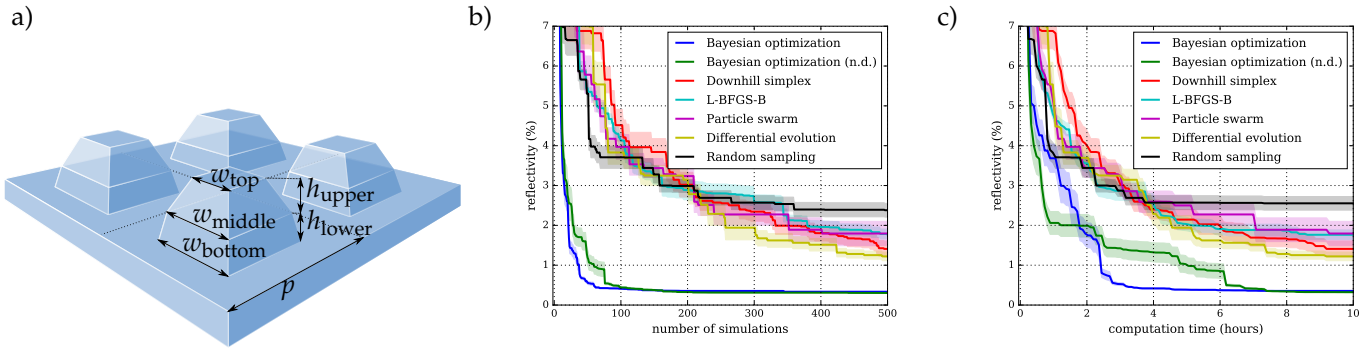 a)
w_top
h_upper
w_middle
h_lower
w_bottom
p
b)
7
6
5
4
3
2
1
0
reflectivity (%)
Bayesian optimization
Bayesian optimization (n.d.)
Downhill simplex
L-BFGS-B
Particle swarm
Differential evolution
Random sampling
0 100 200 300 400 500
number of simulations
c)
7
6
5
4
3
2
1
0
reflectivity (%)
Bayesian optimization
Bayesian optimization (n.d.)
Downhill simplex
L-BFGS-B
Particle swarm
Differential evolution
Random sampling
0 2 4 6 8 10
computation time (hours)